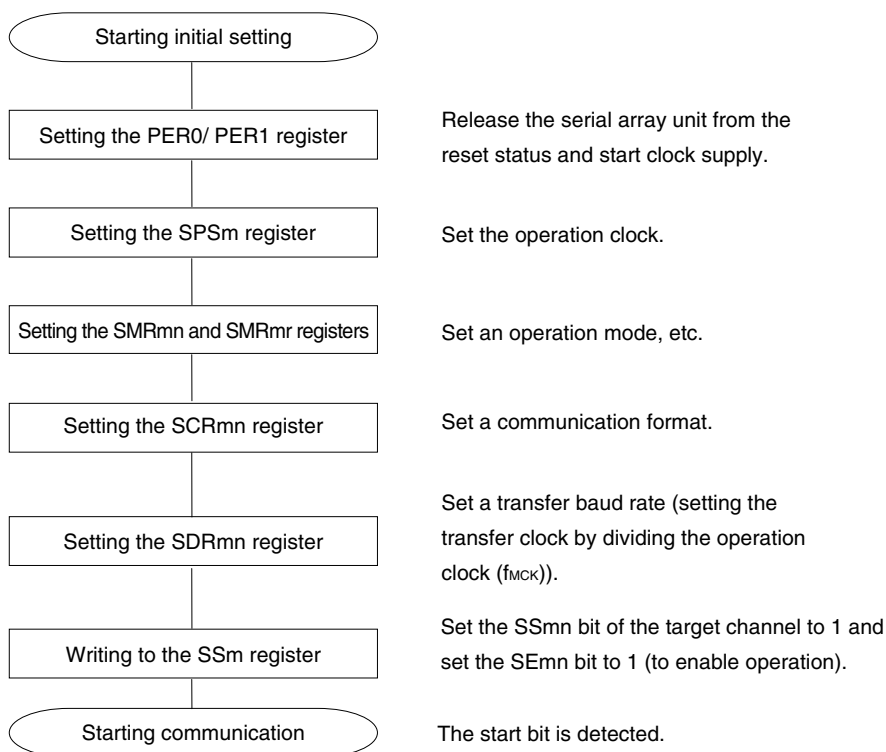 Starting initial setting
Setting the PER0/ PER1 register
Release the serial array unit from the
reset status and start clock supply.
Setting the SPSm register
Set the operation clock.
Setting the SMRmn and SMRmr registers
Set an operation mode, etc.
Setting the SCRmn register
Set a communication format.
Setting the SDRmn register
Set a transfer baud rate (setting the
transfer clock by dividing the operation
clock (fMCK)).
Writing to the SSm register
Set the SSmn bit of the target channel to 1 and
set the SEmn bit to 1 (to enable operation).
Starting communication
The start bit is detected.